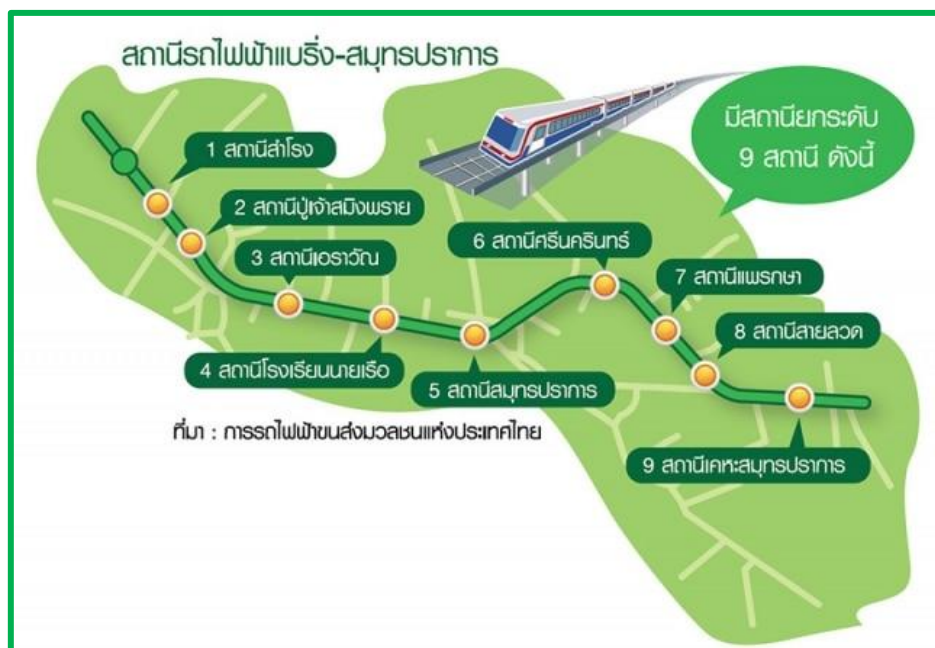 สถานีรถไฟฟ้าแบริ่ง-สมุทรปราการ
มีสถานียกระดับ
9 สถานี ดังนี้
1 สถานีสำโรง
2 สถานีปู่เจ้าสมิงพราย
3 สถานีเอราวัณ
4 สถานีโรงเรียนนายเรือ
5 สถานีสมุทรปราการ
6 สถานีศรีนครินทร์
7 สถานีแพรกษา
8 สถานีสายลวด
9 สถานีเคหะสมุทรปราการ
ที่มา : การรถไฟฟ้าขนส่งมวลชนแห่งประเทศไทย